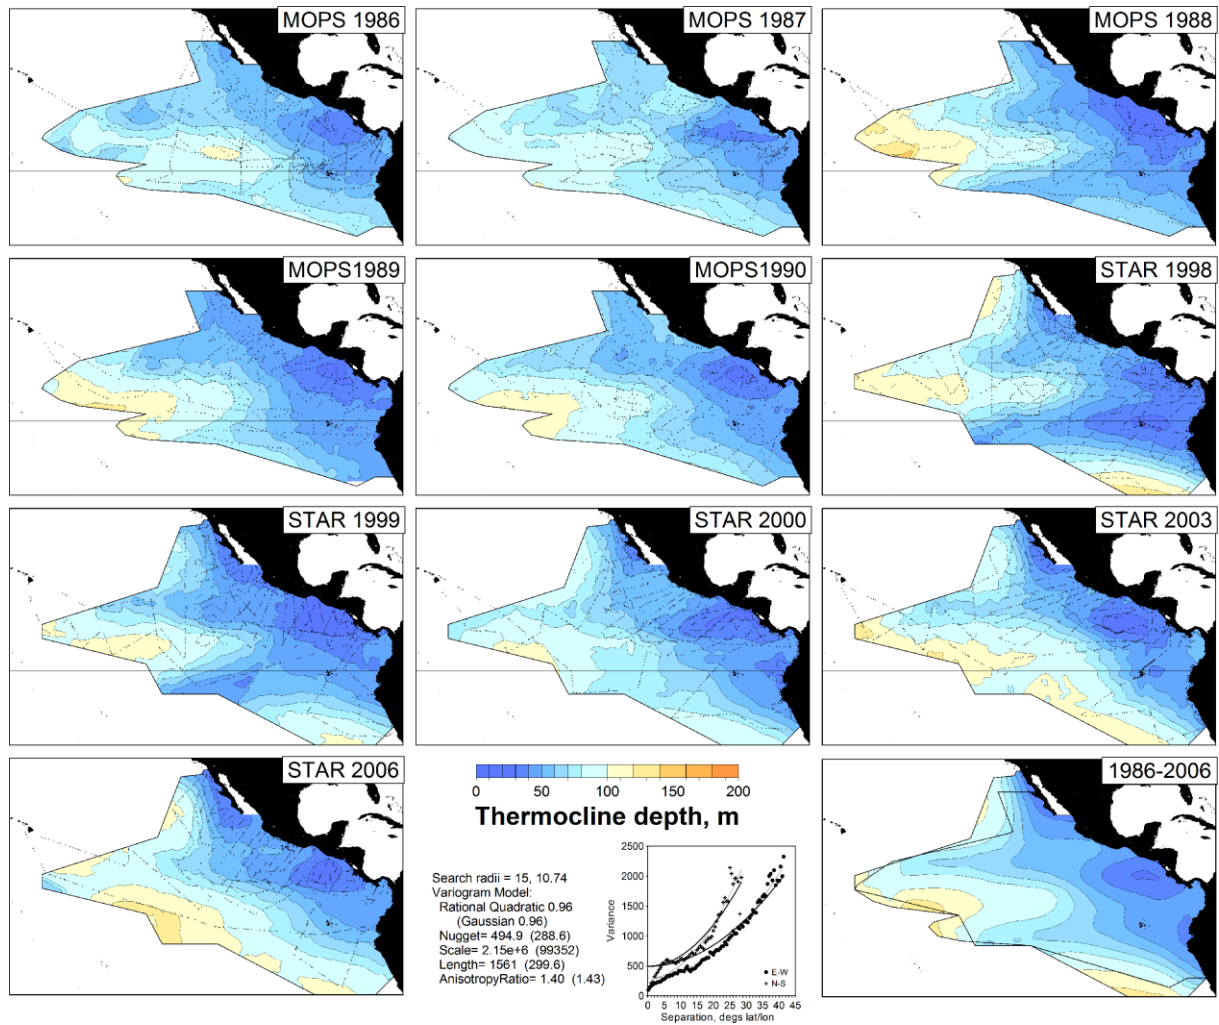 MOPS 1986
MOPS 1987
MOPS 1988
MOPS1989
MOPS1990
STAR 1998
STAR 1999
STAR 2000
STAR 2003
STAR 2006
1986-2006
0 50 100 150 200
Thermocline depth, m
Search radii = 15, 10.74
Variogram Model:
Rational Quadratic 0.96
(Gaussian 0.96)
Nugget= 494.9 (288.6)
Scale= 2.15e+6 (99352)
Length= 1561 (299.6)
AnisotropyRatio= 1.40 (1.43)
Variance
2500
2000
1500
1000
500
0
E-W
N-S
0 5 10 15 20 25 30 35 40 45
Separation, degs lat/lon